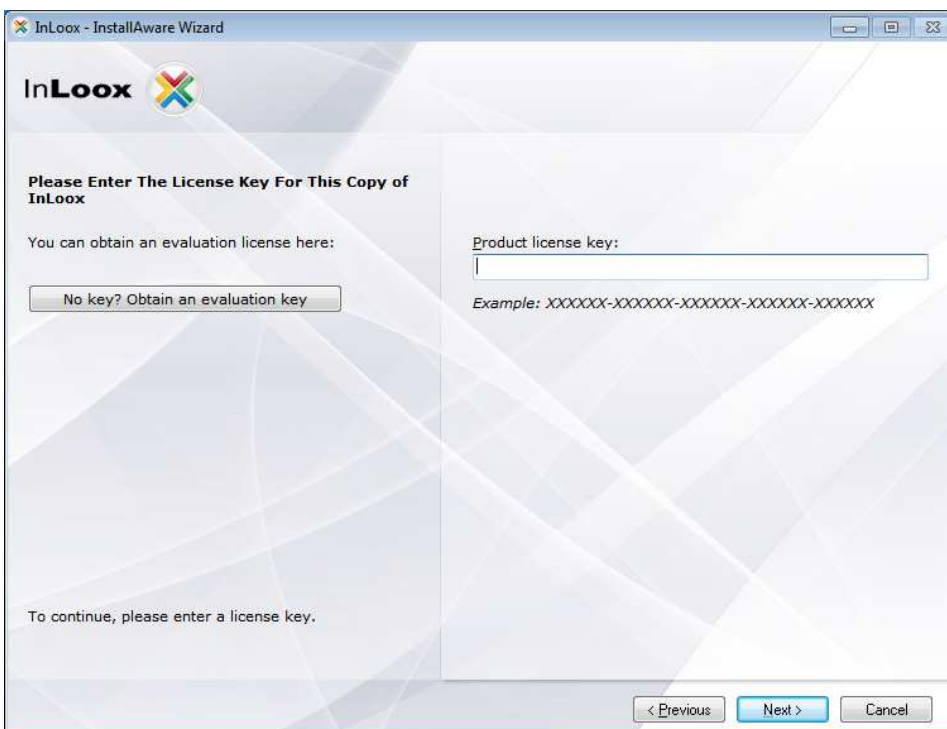 InLoox - InstallAware Wizard
InLoox
Please Enter The License Key For This Copy of
InLoox
You can obtain an evaluation license here:
Product license key:
No key? Obtain an evaluation key
Example: XXXXXX-XXXXXX-XXXXXX-XXXXXX-XXXXXX
To continue, please enter a license key.
< Previous
Next >
Cancel